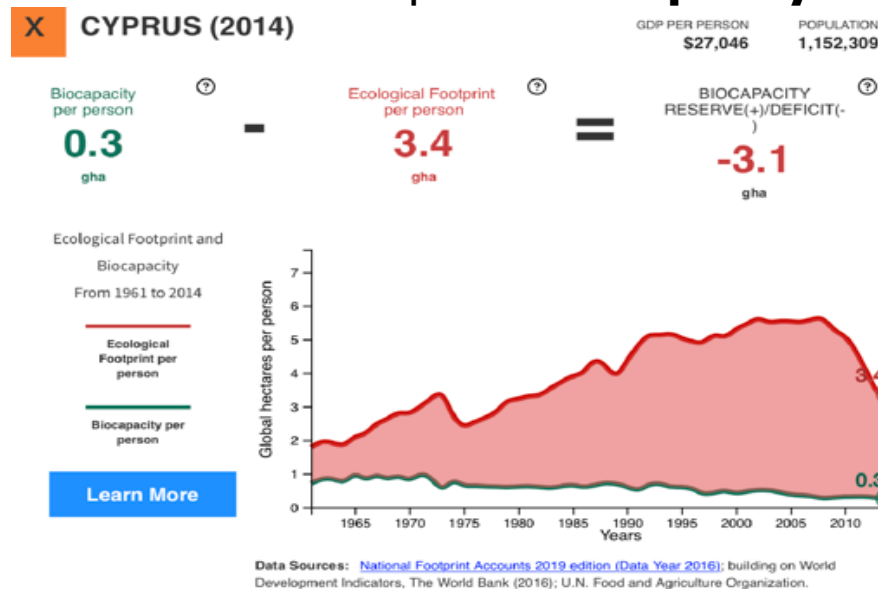 X
CYPRUS (2014)
GDP PER PERSON
$27,046
POPULATION
1,152,309
Biocapacity
per person
0.3
gha
?
-
Ecological Footprint
per person
3.4
gha
?
=
BIOCAPACITY
RESERVE(+)/DEFICIT(-
)
-3.1
gha
?
Ecological Footprint and
Biocapacity
From 1961 to 2014
Ecological
Footprint per
person
Biocapacity per
person
Learn More
Global hectares per person
7
6
5
4
3
2
1
0
3.4
0.3
1965 1970 1975 1980 1985 1990 1995 2000 2005 2010
Years
Data Sources: National Footprint Accounts 2019 edition (Data Year 2016); building on World
Development Indicators, The World Bank (2016); U.N. Food and Agriculture Organization.